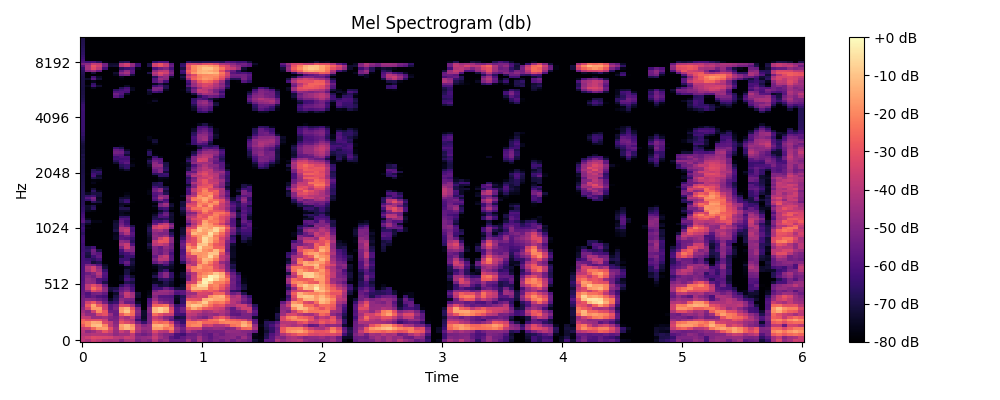 Mel Spectrogram (db)
Hz
8192
4096
2048
1024
512
0
0 1 2 3 4 5 6
Time
+0 dB
-10 dB
-20 dB
-30 dB
-40 dB
-50 dB
-60 dB
-70 dB
-80 dB